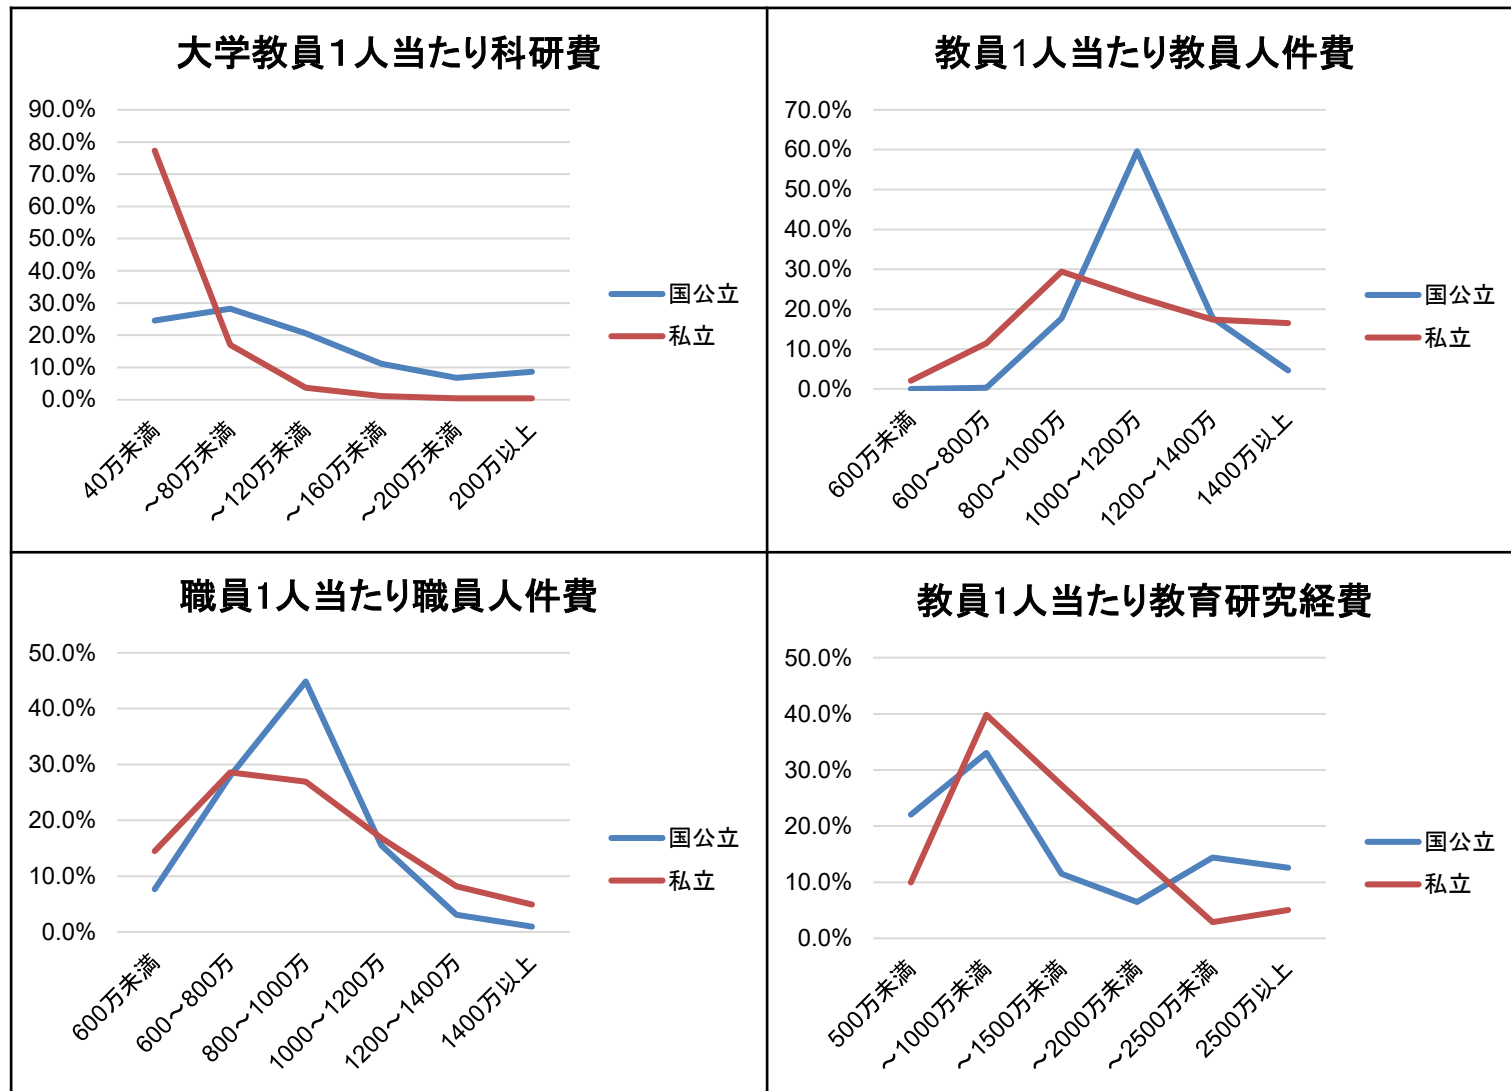 大学教員１人当たり科研費
90.0%
80.0%
70.0%
60.0%
50.0%
40.0%
30.0%
20.0%
10.0%
0.0%
40万未満
～80万未満
～120万未満
～160万未満
～200万未満
200万以上
国公立
私立
教員1人当たり教員人件費
70.0%
60.0%
50.0%
40.0%
30.0%
20.0%
10.0%
0.0%
600万未満
600～800万
800～1000万
1000～1200万
1200～1400万
1400万以上
国公立
私立
職員1人当たり職員人件費
50.0%
40.0%
30.0%
20.0%
10.0%
0.0%
600万未満
600～800万
800～1000万
1000～1200万
1200～1400万
1400万以上
国公立
私立
教員1人当たり教育研究経費
50.0%
40.0%
30.0%
20.0%
10.0%
0.0%
500万未満
～1000万未満
～1500万未満
～2000万未満
～2500万未満
2500万以上
国公立
私立